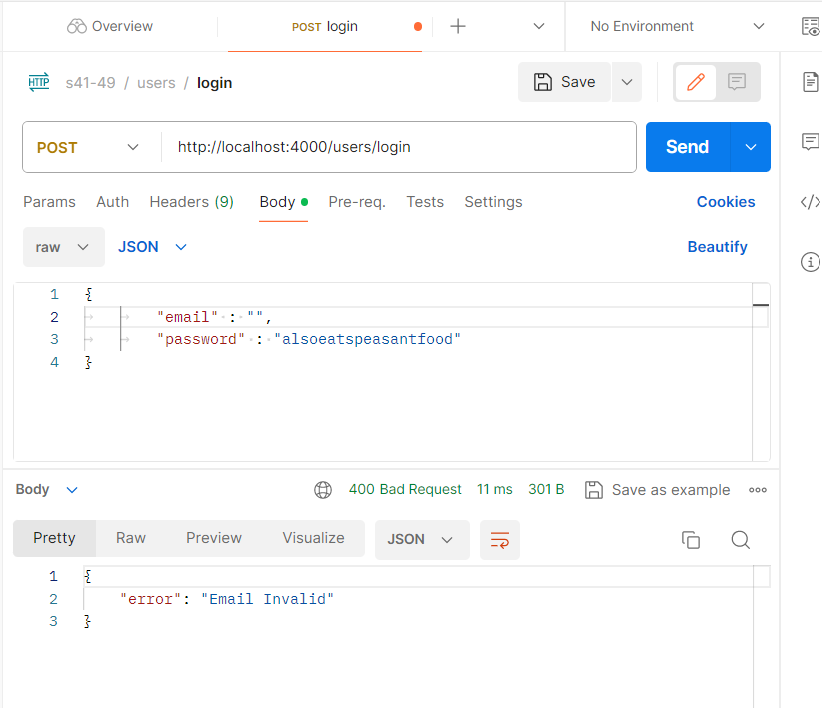 Overview
POST login
No Environment
HTTP s41-49 / users / login
Save
POST
http://localhost:4000/users/login
Send
Params Auth Headers (9) Body Pre-req. Tests Settings Cookies
raw JSON Beautify
1 {
2 "email" : "",
3 "password" : "alsoeatspeasantfood"
4 }
Body 400 Bad Request 11 ms 301 B Save as example
Pretty Raw Preview Visualize JSON
1 {
2 "error": "Email Invalid"
3 }